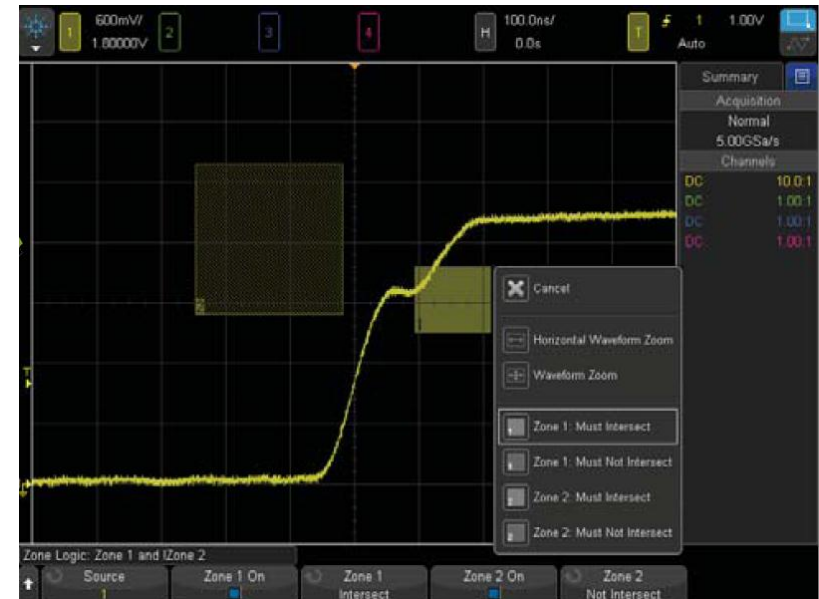 1 600mV/ 2 3 4 H 100.0ns/ T 1 1.00V
1.80000V 0.0s Auto
Summary
Acquisition
Normal
5.00GSa/s
Channels
DC 10.0:1
DC 1.00:1
DC 1.00:1
DC 1.00:1
T
2
1
Cancel
Horizontal Waveform Zoom
Waveform Zoom
Zone 1: Must Intersect
Zone 1: Must Not Intersect
Zone 2: Must Intersect
Zone 2: Must Not Intersect
Zone Logic: Zone 1 and !Zone 2
Source Zone 1 On Zone 1 Zone 2 On Zone 2
1 Intersect Not Intersect